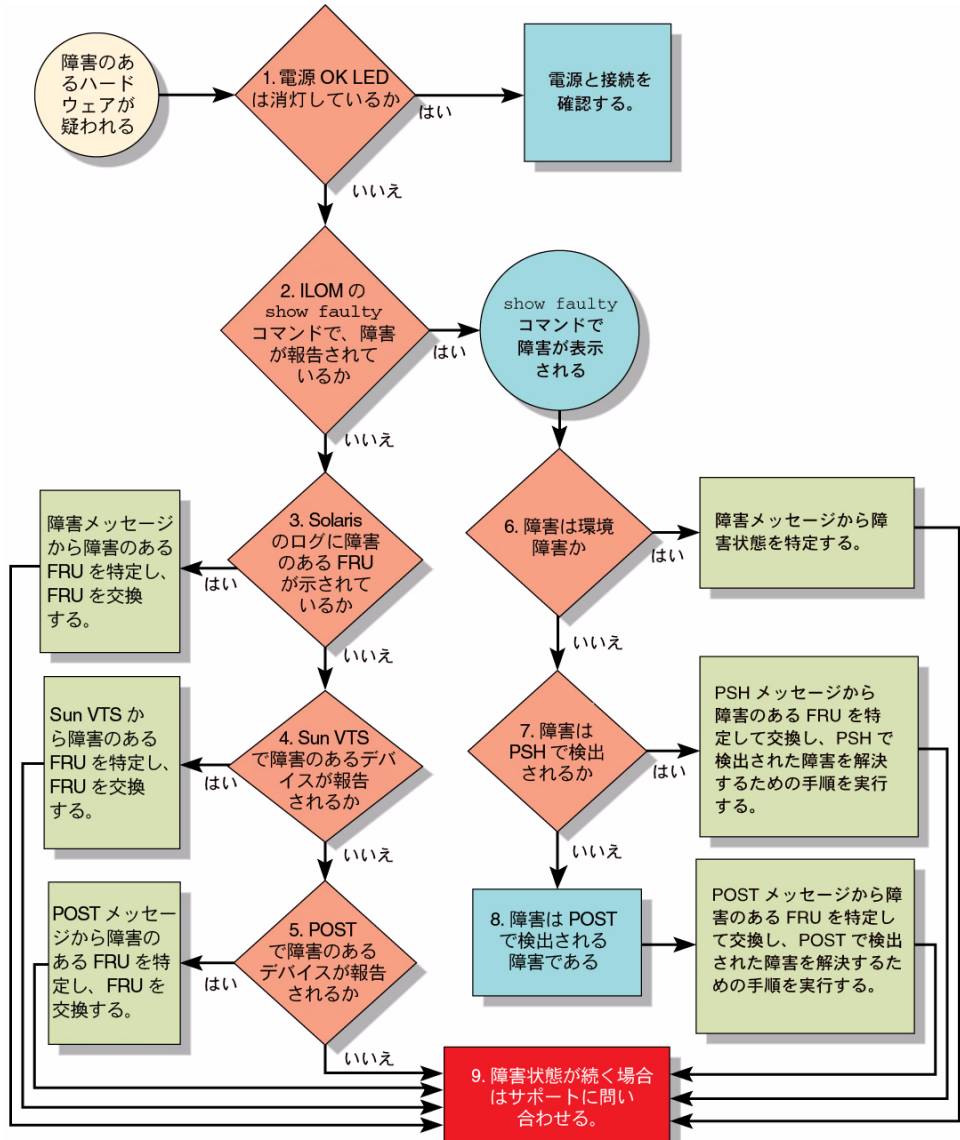 障害のあ
るハード
ウェアが
疑われる
1. 電源 OK LED
は消灯しているか
はい
電源と接続を
確認する。
いいえ
2. ILOM の
show faulty
コマンドで、障害
が報告されて
いるか
はい
show faulty
コマンドで
障害が表示
される
いいえ
3. Solaris
のログに障害
のある FRU
が示されて
いるか
はい
障害メッセージ
から障害のある
FRU を特定し、
FRU を交換
する。
6. 障害は環境
障害か
はい
障害メッセージから障
害状態を特定する。
いいえ
いいえ
4. Sun VTS
で障害のあるデバ
イスが報告
されるか
はい
Sun VTS か
ら障害のある
FRU を特定し、
FRU を交換
する。
7. 障害は
PSH で検出
されるか
はい
PSH メッセージから
障害のある FRU を特
定して交換し、PSH で
検出された障害を解決
するための手順を実行
する。
いいえ
いいえ
5. POST
で障害のある
デバイスが報告
されるか
はい
POST メッセー
ジから障害の
ある FRU を特
定し、FRU を
交換する。
8. 障害は POST
で検出される
障害である
POST メッセージから障
害のある FRU を特定し
て交換し、POST で検出
された障害を解決するた
めの手順を実行する。
いいえ
9. 障害状態が続く場合
はサポートに問い
合わせる。